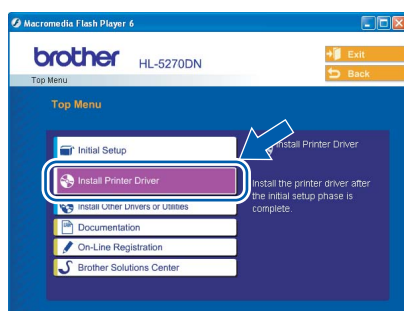 Macromedia Flash Player 6
brother HL-5270DN
Exit
Back
Top Menu
Top Menu
Initial Setup
Install Printer Driver
Install Other Drivers or Utilities
Documentation
On-Line Registration
Brother Solutions Center
Install Printer Driver
Install the printer driver after
the initial setup phase is
complete.